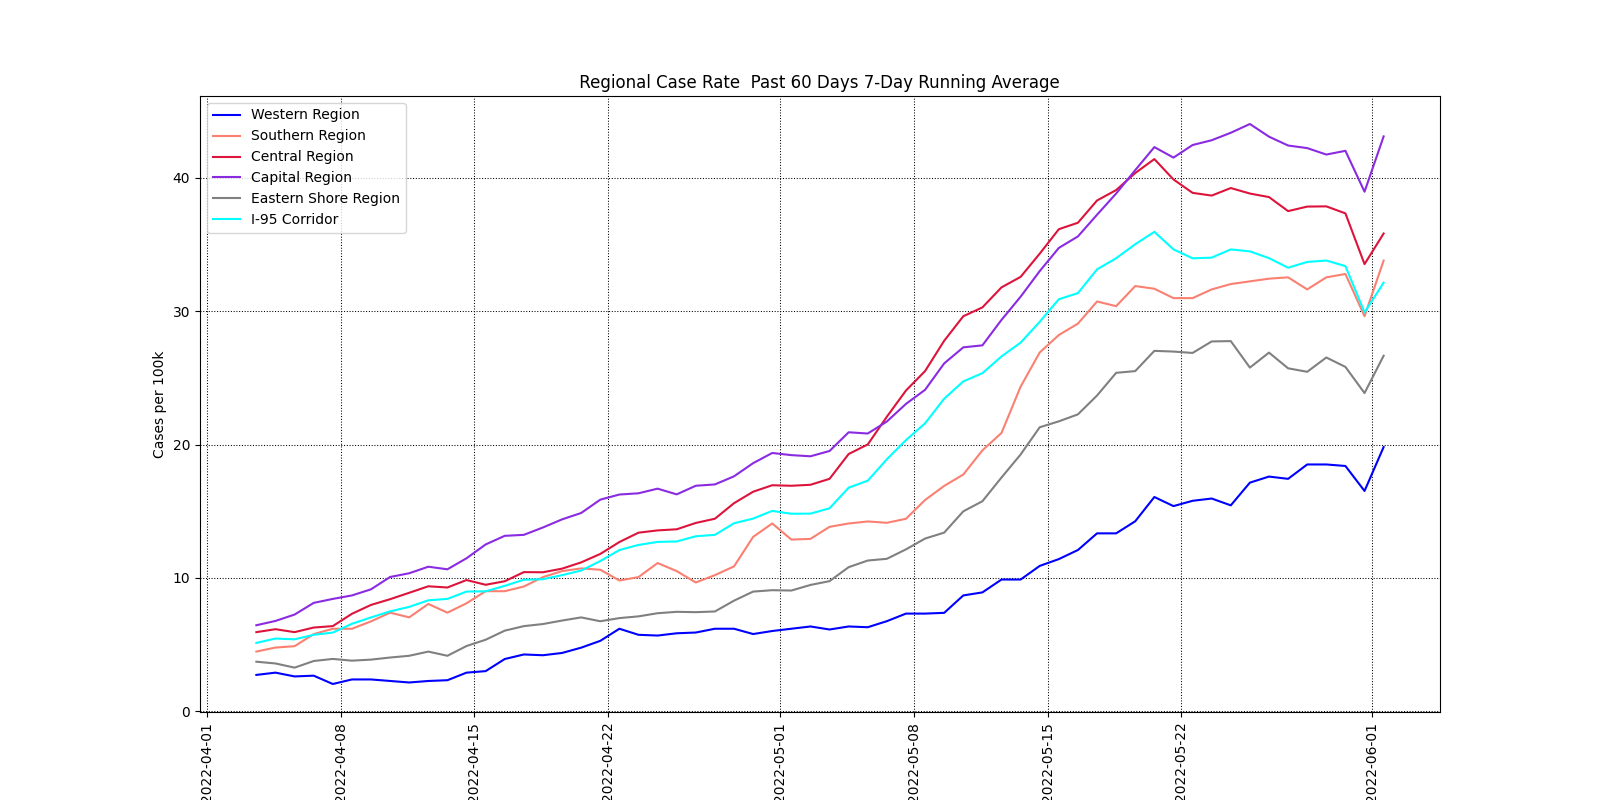 Regional Case Rate  Past 60 Days 7-Day Running Average
Western Region
Southern Region
Central Region
Capital Region
Eastern Shore Region
I-95 Corridor
Cases per 100k
40
30
20
10
0
2022-04-01
2022-04-08
2022-04-15
2022-04-22
2022-05-01
2022-05-08
2022-05-15
2022-05-22
2022-06-01